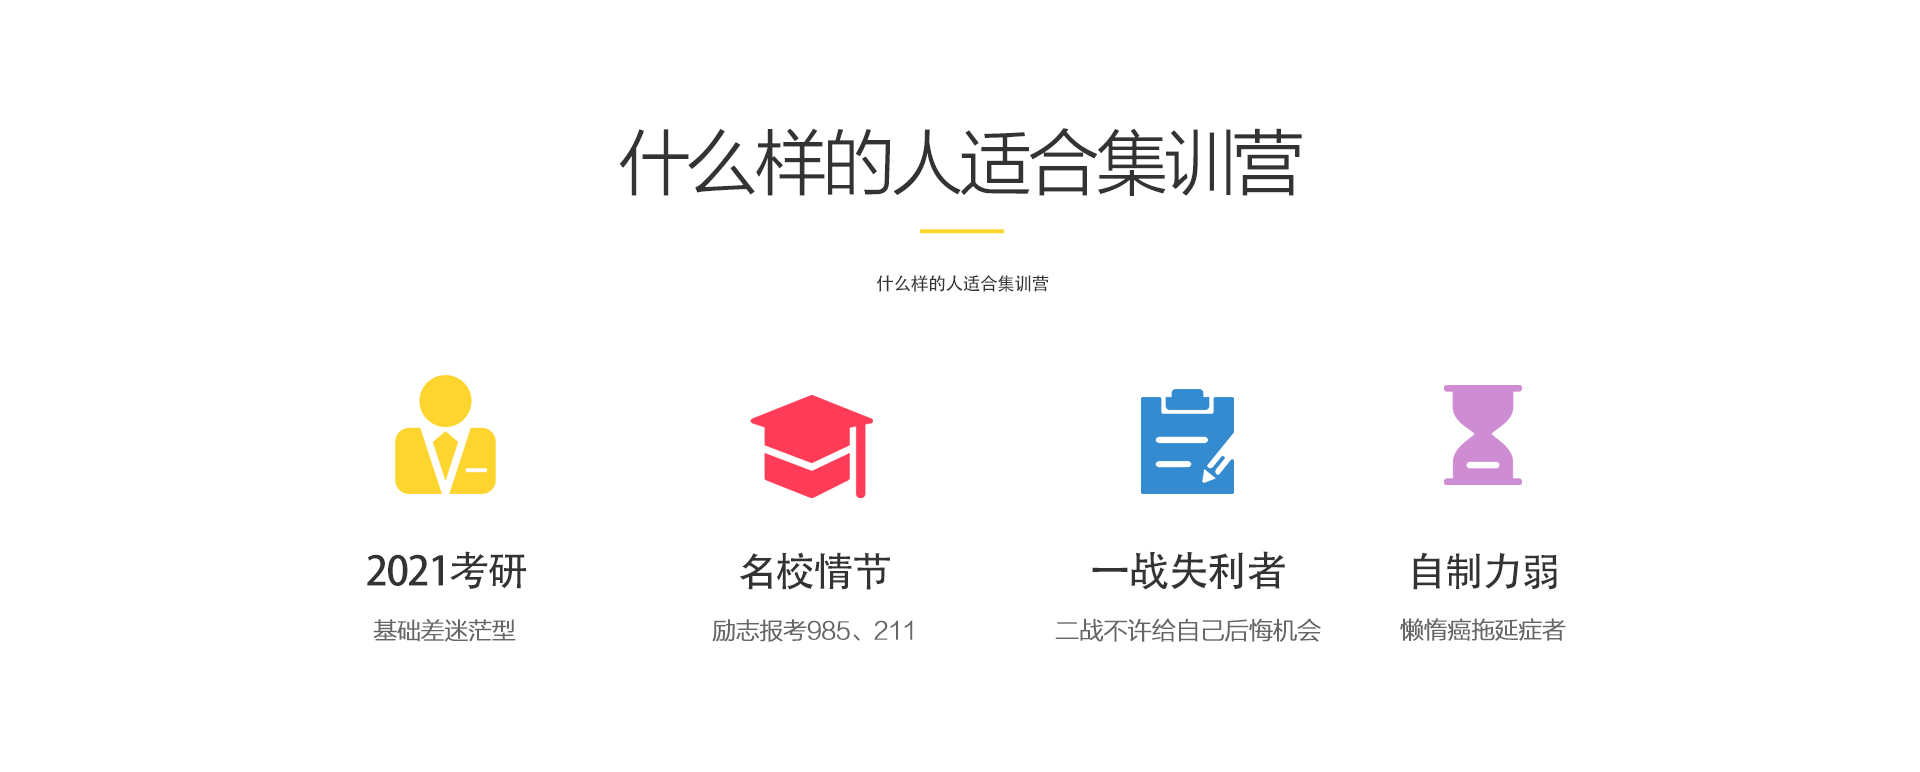 什么样的人适合集训营
什么样的人适合集训营
2021考研
基础差迷茫型
名校情节
励志报考985、211
一战失利者
二战不许给自己后悔机会
自制力弱
懒惰癌拖延症者